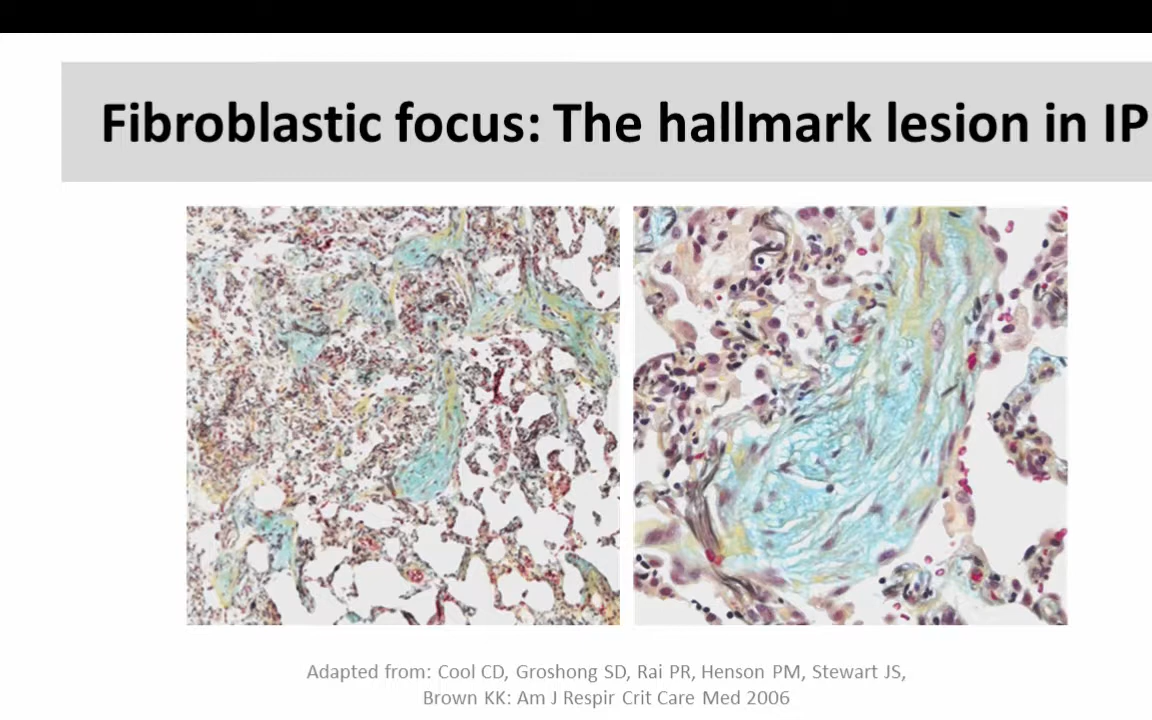 Fibroblastic focus: The hallmark lesion in IP
Adapted from: Cool CD, Groshong SD, Rai PR, Henson PM, Stewart JS,
Brown KK: Am J Respir Crit Care Med 2006